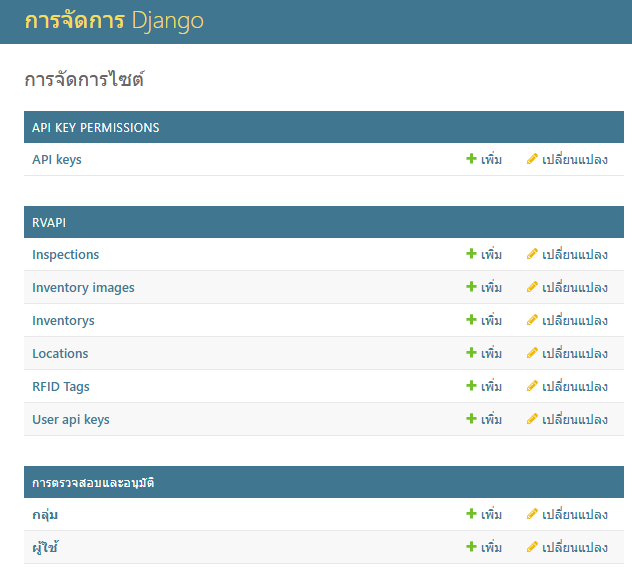 การจัดการ Django
การจัดการไซต์
API KEY PERMISSIONS
API keys เพิ่ม เปลี่ยนแปลง
RVAPI
Inspections เพิ่ม เปลี่ยนแปลง
Inventory images เพิ่ม เปลี่ยนแปลง
Inventorys เพิ่ม เปลี่ยนแปลง
Locations เพิ่ม เปลี่ยนแปลง
RFID Tags เพิ่ม เปลี่ยนแปลง
User api keys เพิ่ม เปลี่ยนแปลง
การตรวจสอบและอนุมัติ
กลุ่ม เพิ่ม เปลี่ยนแปลง
ผู้ใช้ เพิ่ม เปลี่ยนแปลง